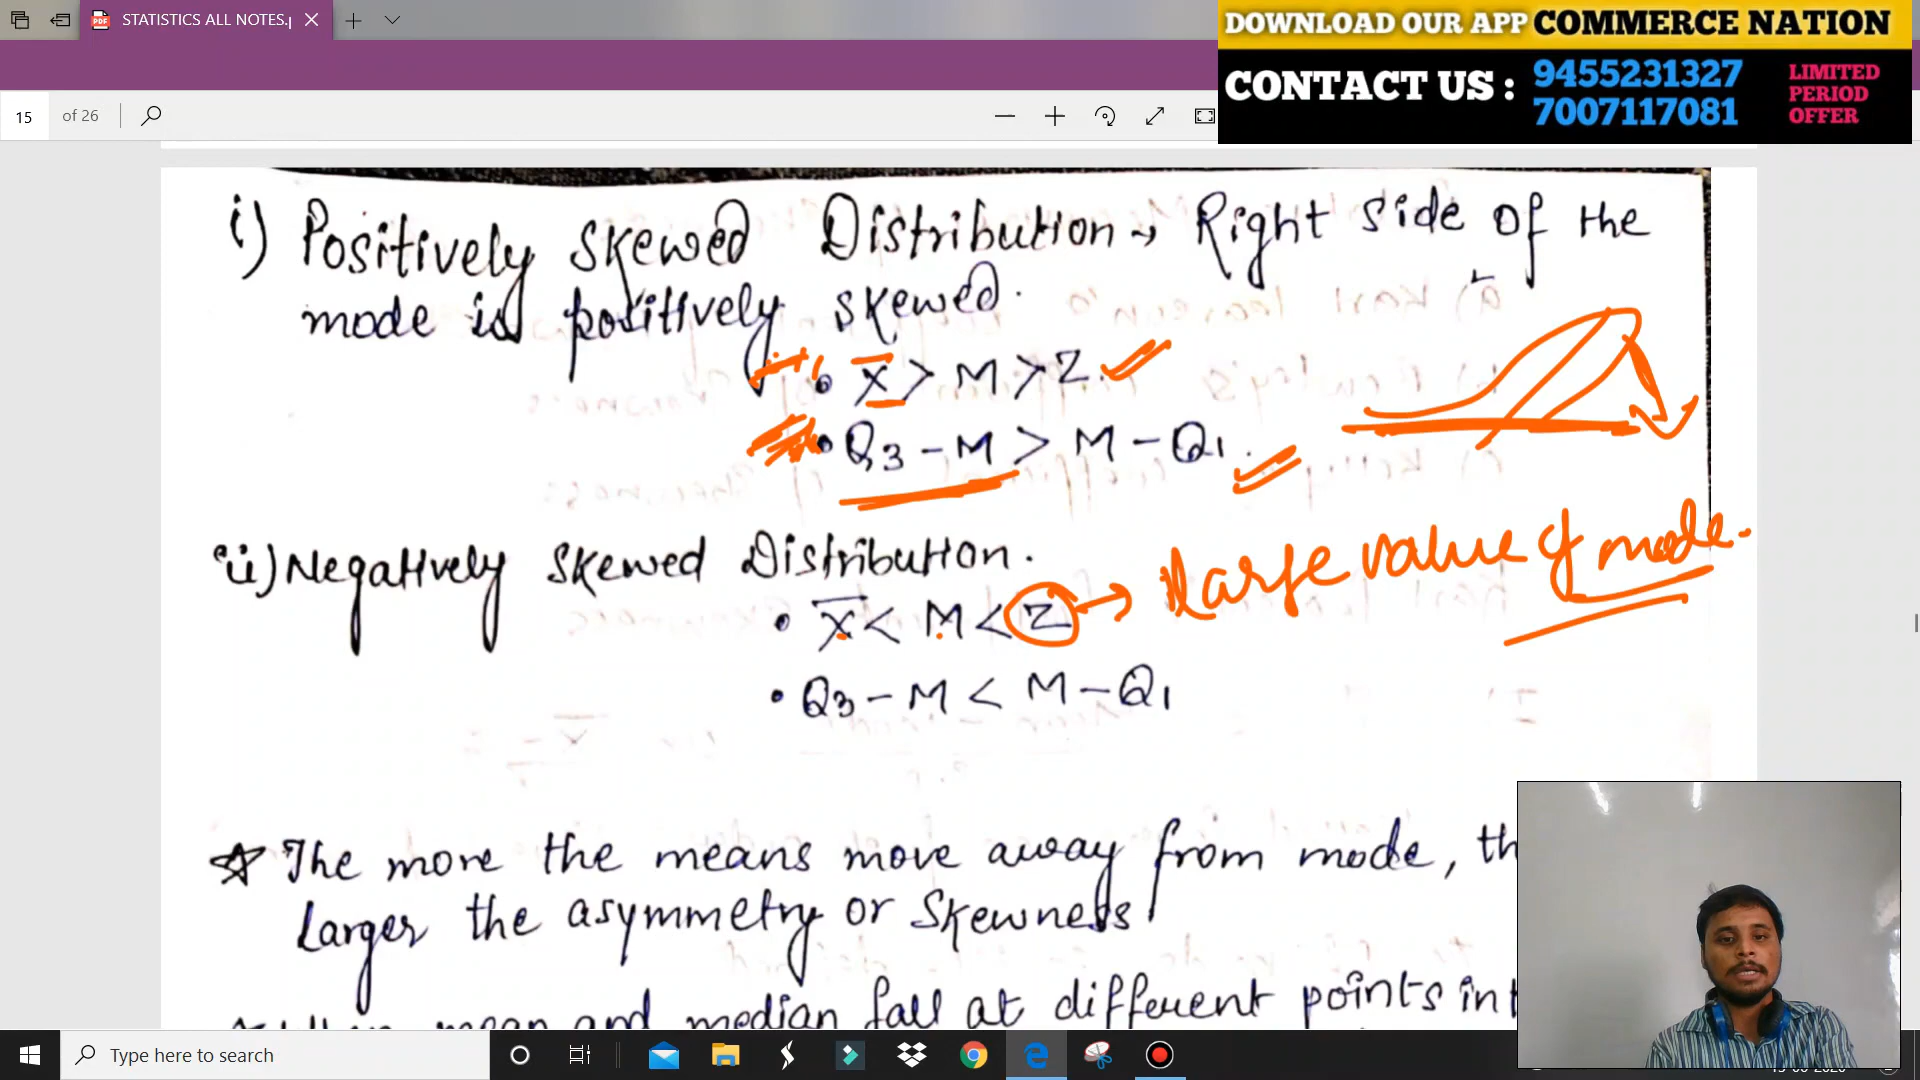 STATISTICS ALL NOTES.p
DOWNLOAD OUR APP COMMERCE NATION
CONTACT US : 9455231327
7007117081
LIMITED
PERIOD
OFFER
15 of 26
i) Positively Skewed Distribution → Right side of the
mode is positively skewed.
• X̅ > M > Z.
• Q3 - M > M - Q1.
ii) Negatively Skewed Distribution.
• X̅ < M < Z → Large value of mode.
• Q3 - M < M - Q1
☆ The more the means move away from mode, th
Larger the asymmetry or Skewness
mean and median fall at different points in t
Type here to search